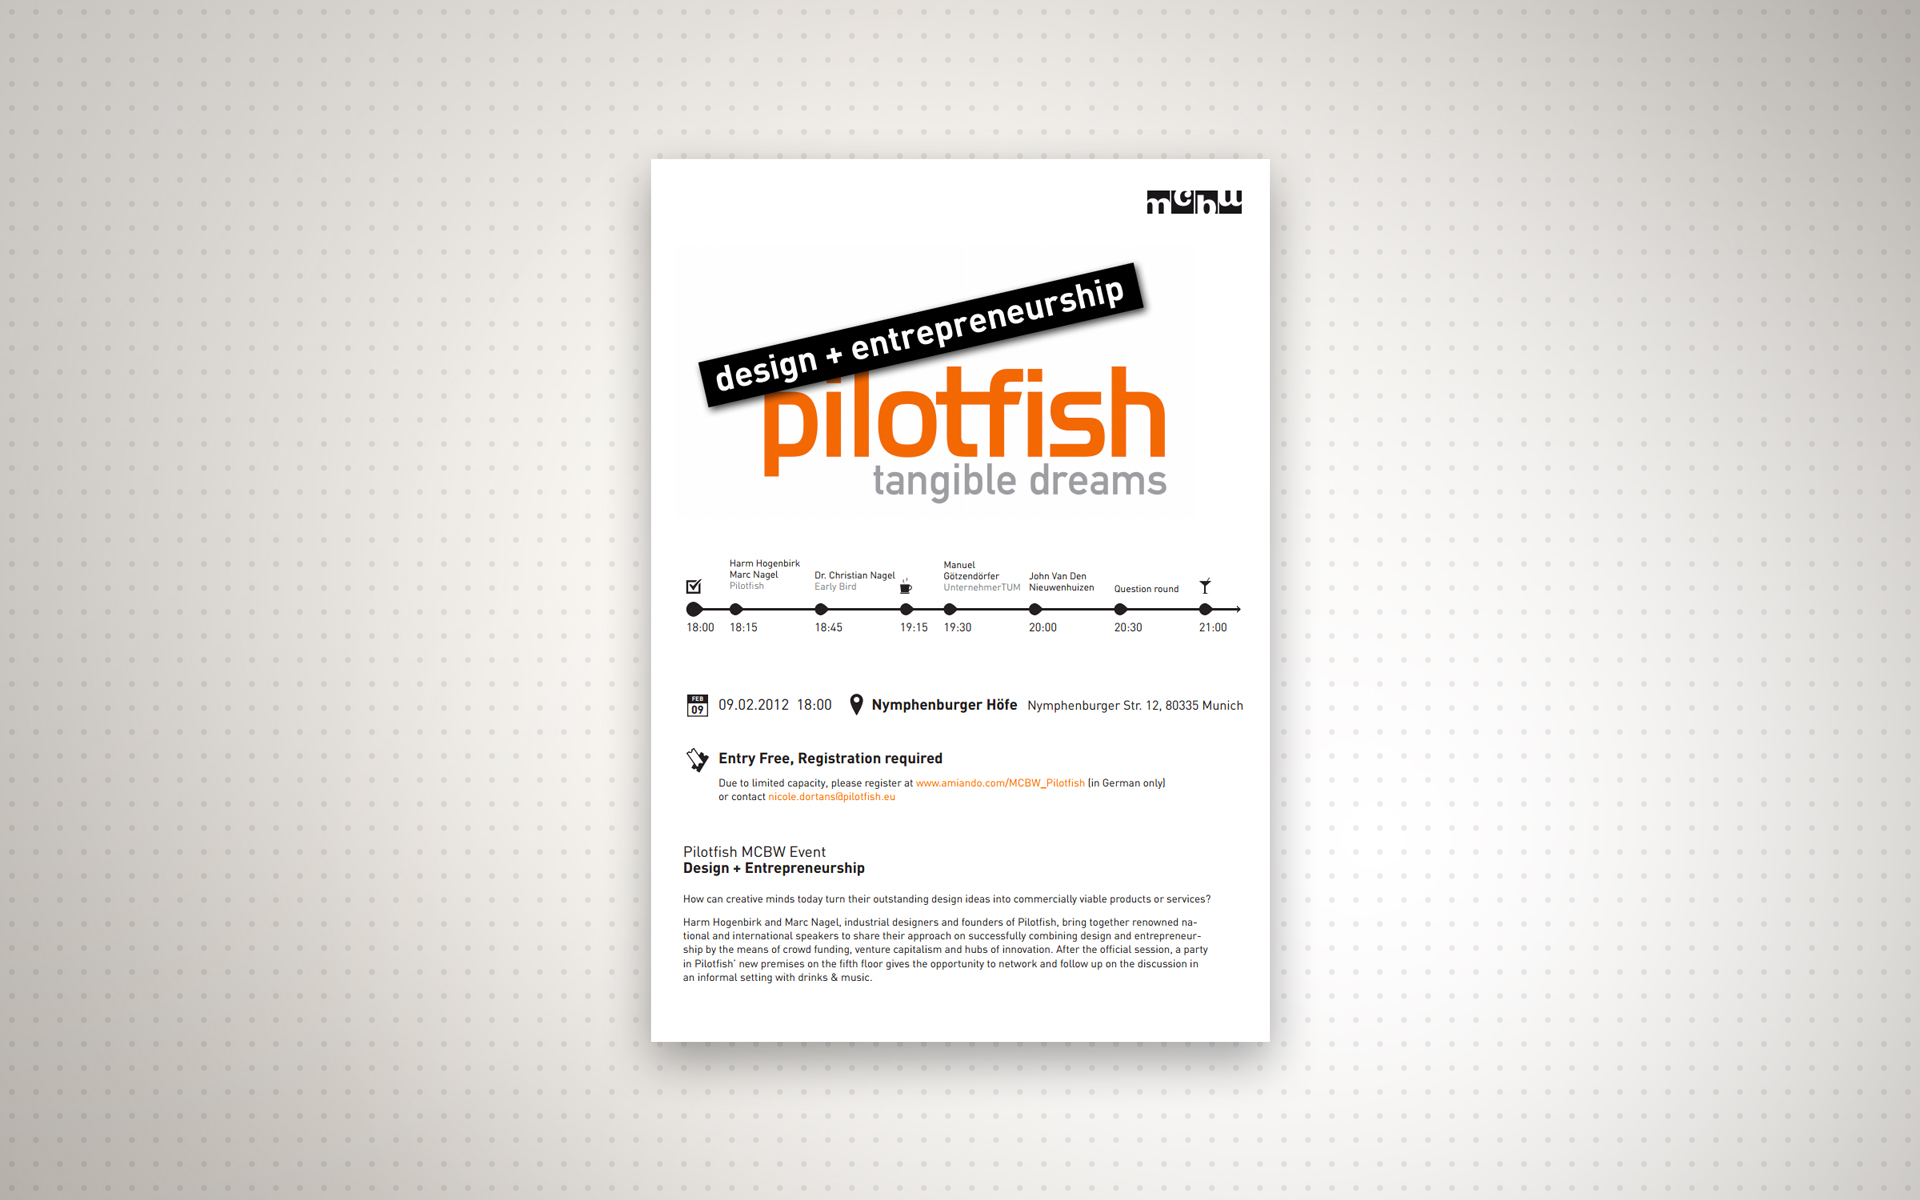 mcbw
design + entrepreneurship
pilotfish
tangible dreams
Harm Hogenbirk
Marc Nagel
Pilotfish
Dr. Christian Nagel
Early Bird
Manuel
Götzendörfer
UnternehmerTUM
John Van Den
Nieuwenhuizen
Question round
18:00 18:15 18:45 19:15 19:30 20:00 20:30 21:00
FEB
09
09.02.2012 18:00 Nymphenburger Höfe Nymphenburger Str. 12, 80335 Munich
Entry Free, Registration required
Due to limited capacity, please register at www.amiando.com/MCBW_Pilotfish (in German only)
or contact nicole.dortans@pilotfish.eu
Pilotfish MCBW Event
Design + Entrepreneurship
How can creative minds today turn their outstanding design ideas into commercially viable products or services?
Harm Hogenbirk and Marc Nagel, industrial designers and founders of Pilotfish, bring together renowned na-
tional and international speakers to share their approach on successfully combining design and entrepreneur-
ship by the means of crowd funding, venture capitalism and hubs of innovation. After the official session, a party
in Pilotfish' new premises on the fifth floor gives the opportunity to network and follow up on the discussion in
an informal setting with drinks & music.